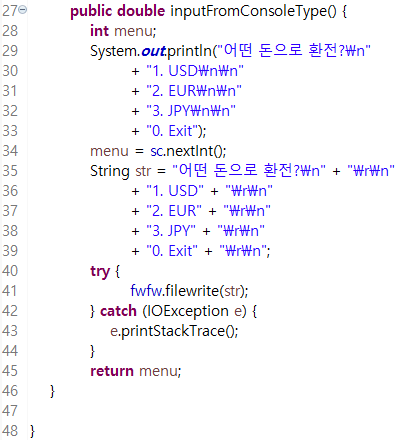 27 public double inputFromConsoleType() {
28 int menu;
29 System.out.println("어떤 돈으로 환전?₩n"
30 + "1. USD₩n₩n"
31 + "2. EUR₩n₩n"
32 + "3. JPY₩n₩n"
33 + "0. Exit");
34 menu = sc.nextInt();
35 String str = "어떤 돈으로 환전?₩n" + "₩r₩n"
36 + "1. USD" + "₩r₩n"
37 + "2. EUR" + "₩r₩n"
38 + "3. JPY" + "₩r₩n"
39 + "0. Exit" + "₩r₩n";
40 try {
41 fwfw.filewrite(str);
42 } catch (IOException e) {
43 e.printStackTrace();
44 }
45 return menu;
46 }
47
48 }